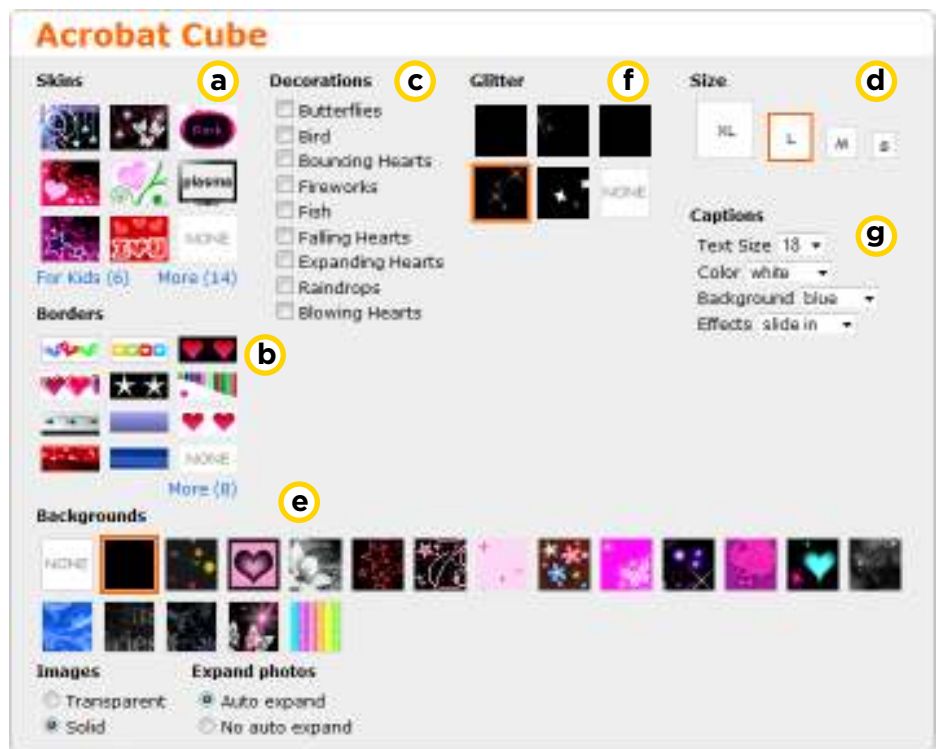 Acrobat Cube
Skins
a
Dark
plasma
I U
NONE
For Kids (6) More (14)
Borders
b
NONE
More (8)
Decorations
c
Butterflies
Bird
Bouncing Hearts
Fireworks
Fish
Falling Hearts
Expanding Hearts
Raindrops
Blowing Hearts
Glitter
f
NONE
Size
d
XL
L
M
S
Captions
g
Text Size 18
Color white
Background blue
Effects slide in
Backgrounds
e
NONE
Images
Transparent
Solid
Expand photos
Auto expand
No auto expand